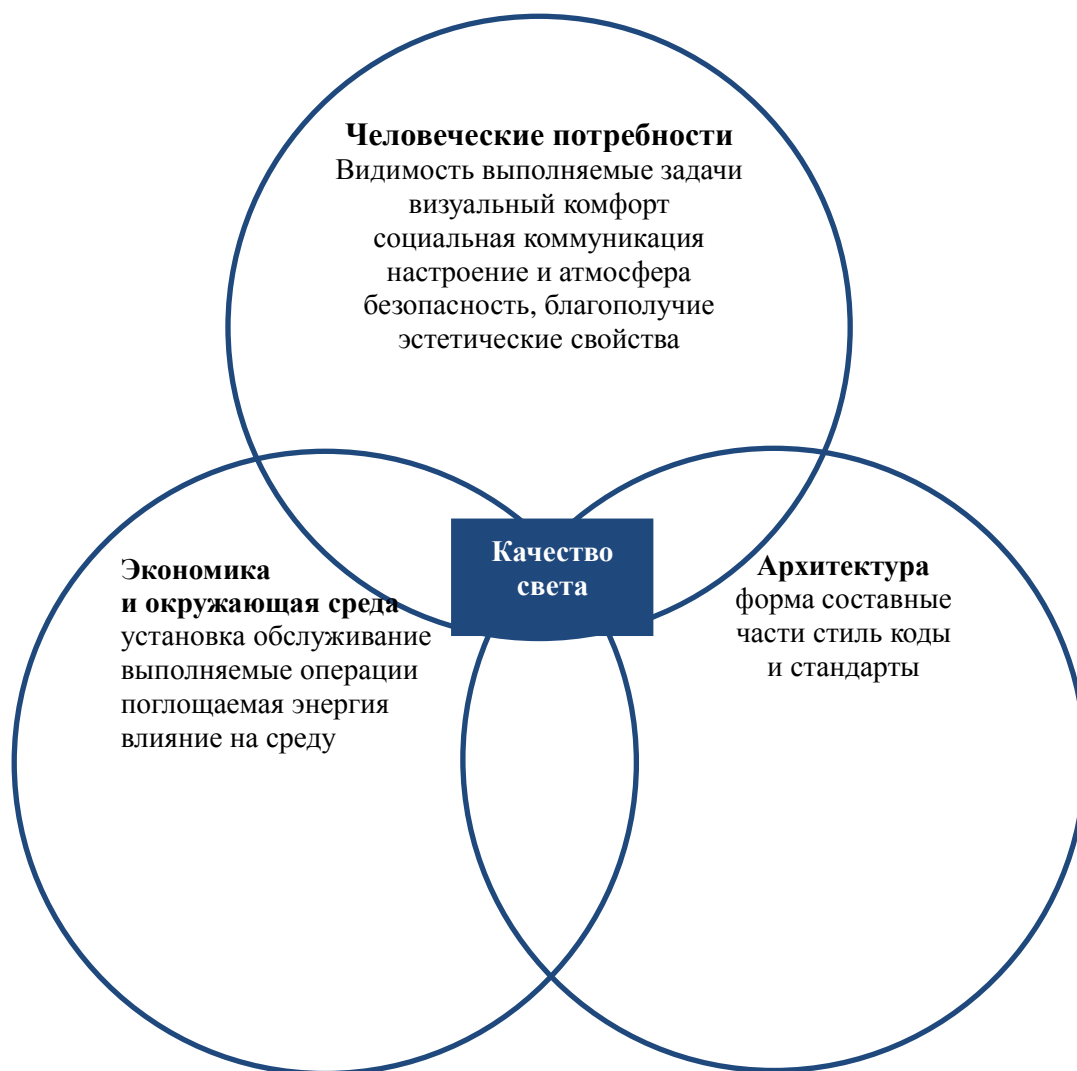 Человеческие потребности
Видимость выполняемые задачи
визуальный комфорт
социальная коммуникация
настроение и атмосфера
безопасность, благополучие
эстетические свойства
Качество
света
Экономика
и окружающая среда
установка обслуживание
выполняемые операции
поглощаемая энергия
влияние на среду
Архитектура
форма составные
части стиль коды
и стандарты